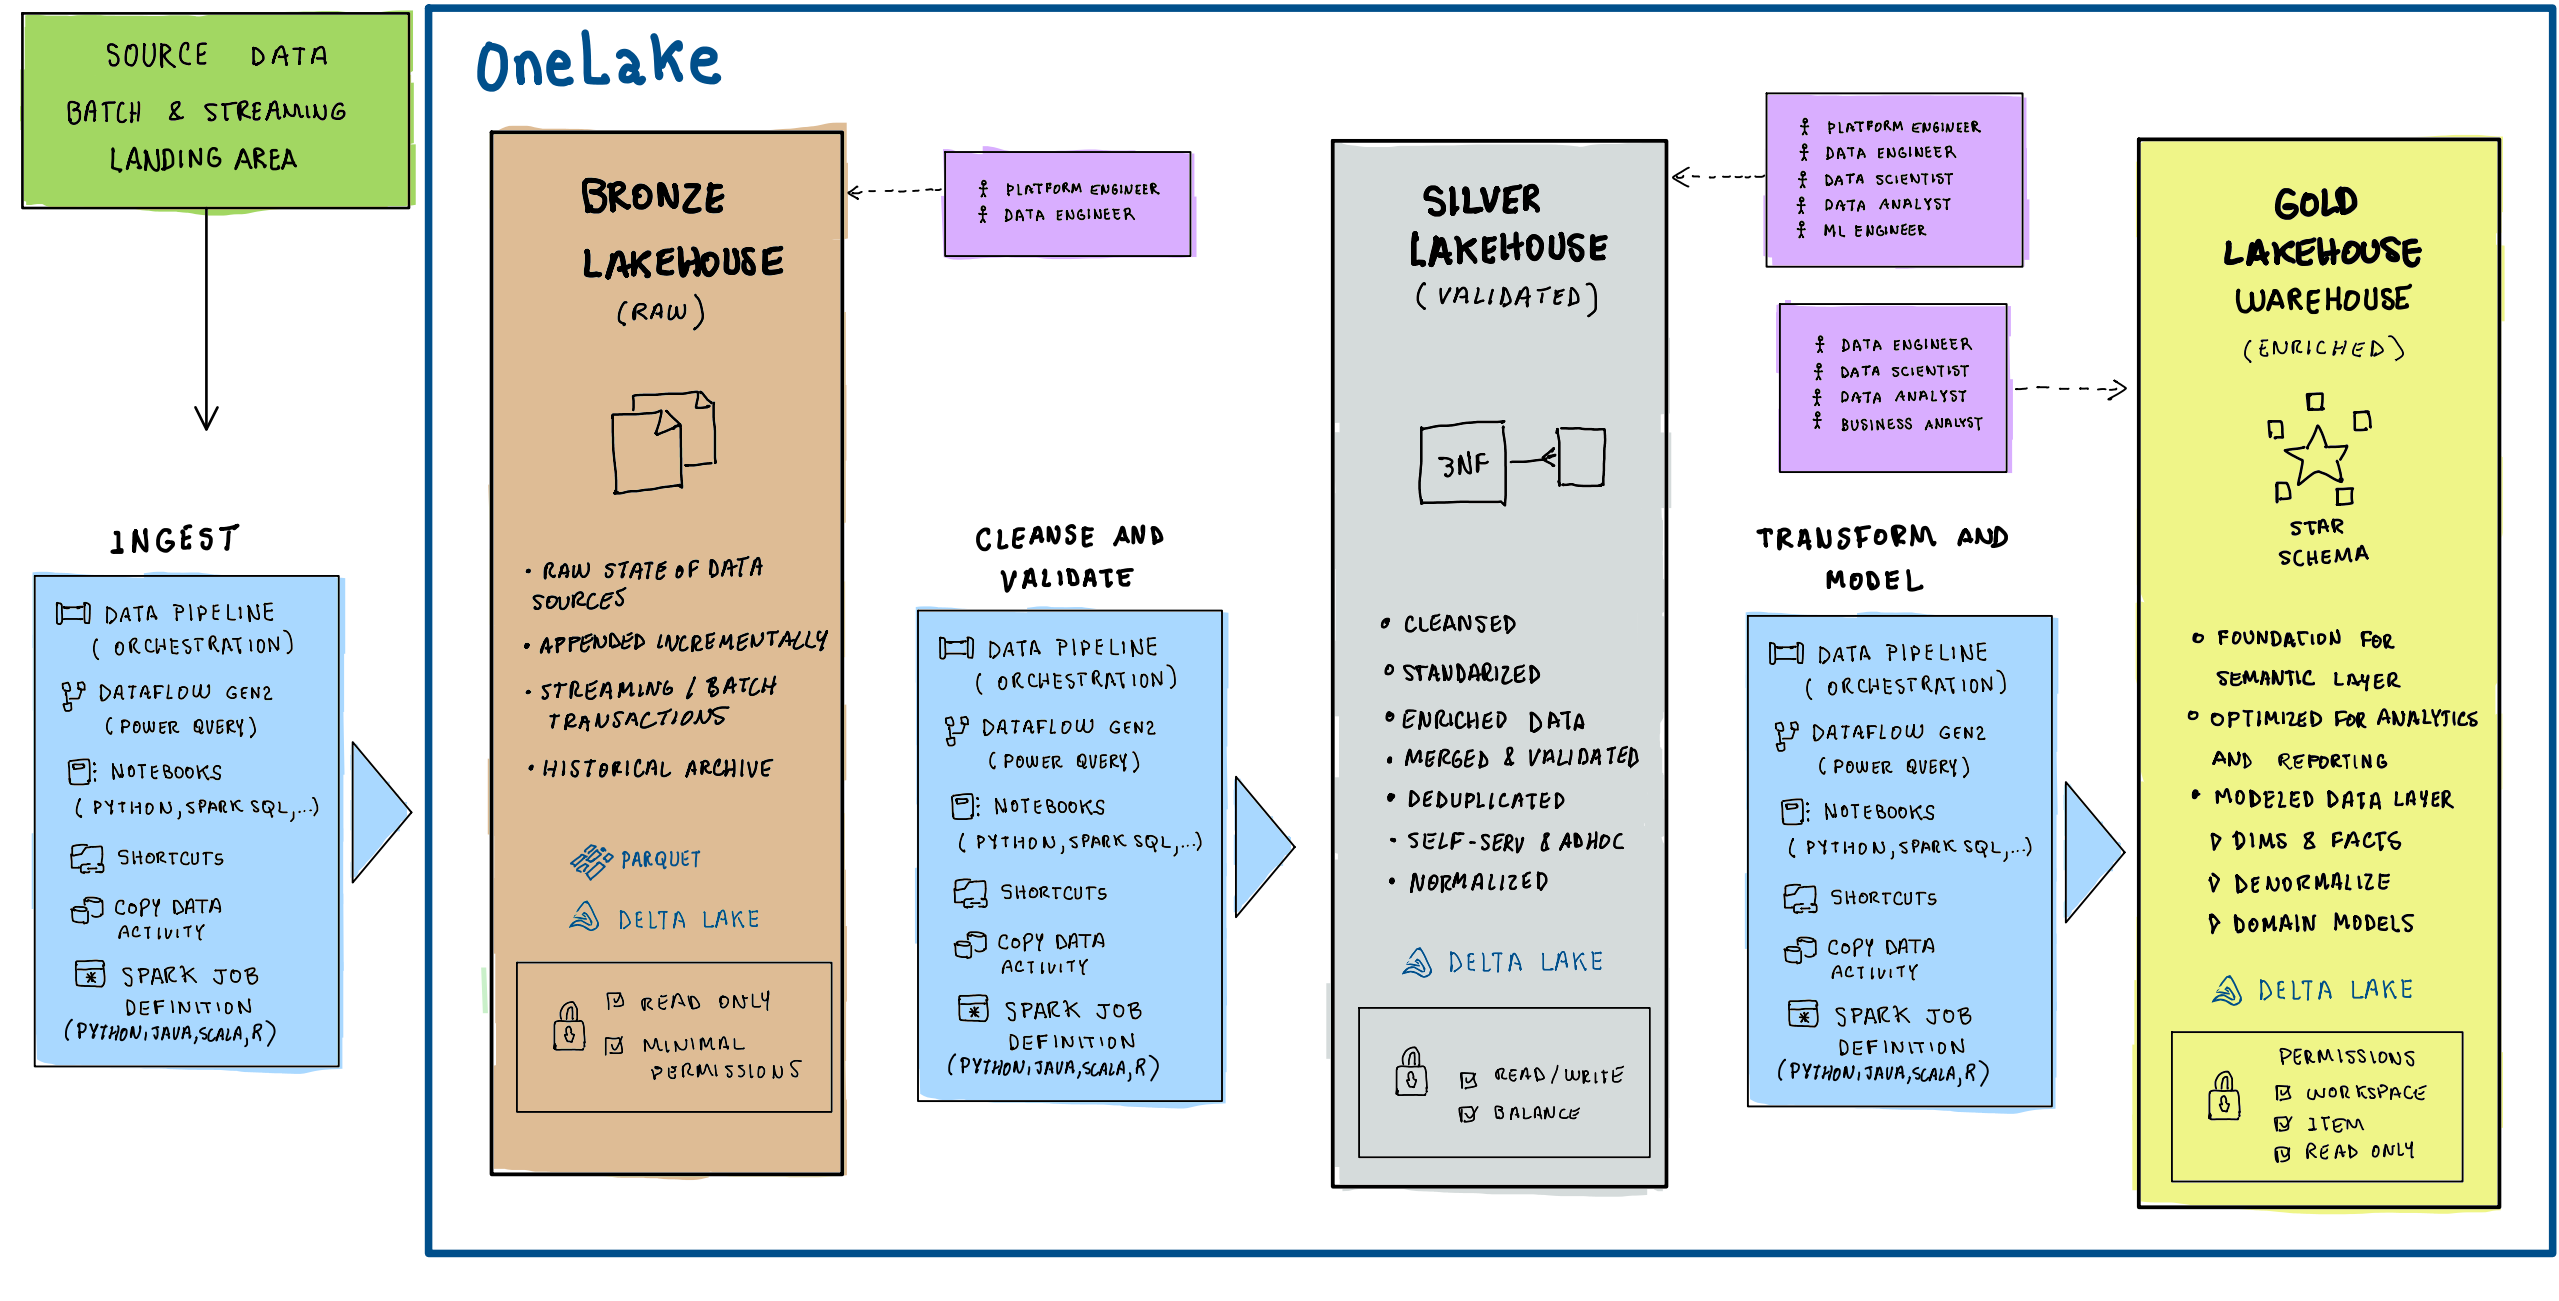 SOURCE DATA
BATCH & STREAMING
LANDING AREA
INGEST
DATA PIPELINE
(ORCHESTRATION)
DATAFLOW GEN2
(POWER QUERY)
NOTEBOOKS
(PYTHON, SPARK SQL,...)
SHORTCUTS
COPY DATA
ACTIVITY
SPARK JOB
DEFINITION
(PYTHON, JAVA, SCALA, R)
OneLake
BRONZE
LAKEHOUSE
(RAW)
• RAW STATE OF DATA
SOURCES
• APPENDED INCREMENTALLY
• STREAMING / BATCH
TRANSACTIONS
• HISTORICAL ARCHIVE
PARQUET
DELTA LAKE
READ ONLY
MINIMAL
PERMISSIONS
PLATFORM ENGINEER
DATA ENGINEER
CLEANSE AND
VALIDATE
DATA PIPELINE
(ORCHESTRATION)
DATAFLOW GEN2
(POWER QUERY)
NOTEBOOKS
(PYTHON, SPARK SQL,...)
SHORTCUTS
COPY DATA
ACTIVITY
SPARK JOB
DEFINITION
(PYTHON, JAVA, SCALA, R)
SILVER
LAKEHOUSE
(VALIDATED)
3NF
• CLEANSED
• STANDARIZED
• ENRICHED DATA
• MERGED & VALIDATED
• DEDUPLICATED
• SELF-SERV & ADHOC
• NORMALIZED
DELTA LAKE
READ/WRITE
BALANCE
PLATFORM ENGINEER
DATA ENGINEER
DATA SCIENTIST
DATA ANALYST
ML ENGINEER
DATA ENGINEER
DATA SCIENTIST
DATA ANALYST
BUSINESS ANALYST
TRANSFORM AND
MODEL
DATA PIPELINE
(ORCHESTRATION)
DATAFLOW GEN2
(POWER QUERY)
NOTEBOOKS
(PYTHON, SPARK SQL,...)
SHORTCUTS
COPY DATA
ACTIVITY
SPARK JOB
DEFINITION
(PYTHON, JAVA, SCALA, R)
GOLD
LAKEHOUSE
WAREHOUSE
(ENRICHED)
STAR
SCHEMA
• FOUNDATION FOR
SEMANTIC LAYER
• OPTIMIZED FOR ANALYTICS
AND REPORTING
• MODELED DATA LAYER
DIMS & FACTS
DENORMALIZE
DOMAIN MODELS
DELTA LAKE
PERMISSIONS
WORKSPACE
ITEM
READ ONLY